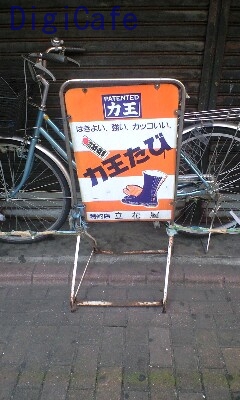 DigiCafe
PATENTED
力王
はきよい、強い、カッコいい。
力王たび
特約店 立花屋